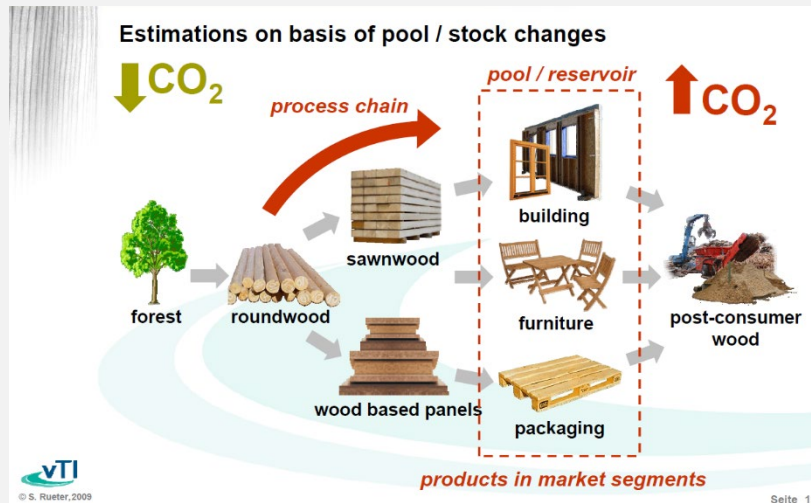 Estimations on basis of pool / stock changes
CO2
pool / reservoir
CO2
process chain
building
sawnwood
forest
roundwood
furniture
post-consumer
wood
wood based panels
packaging
products in market segments
vTI
© S. Rueter, 2009
Seite 1